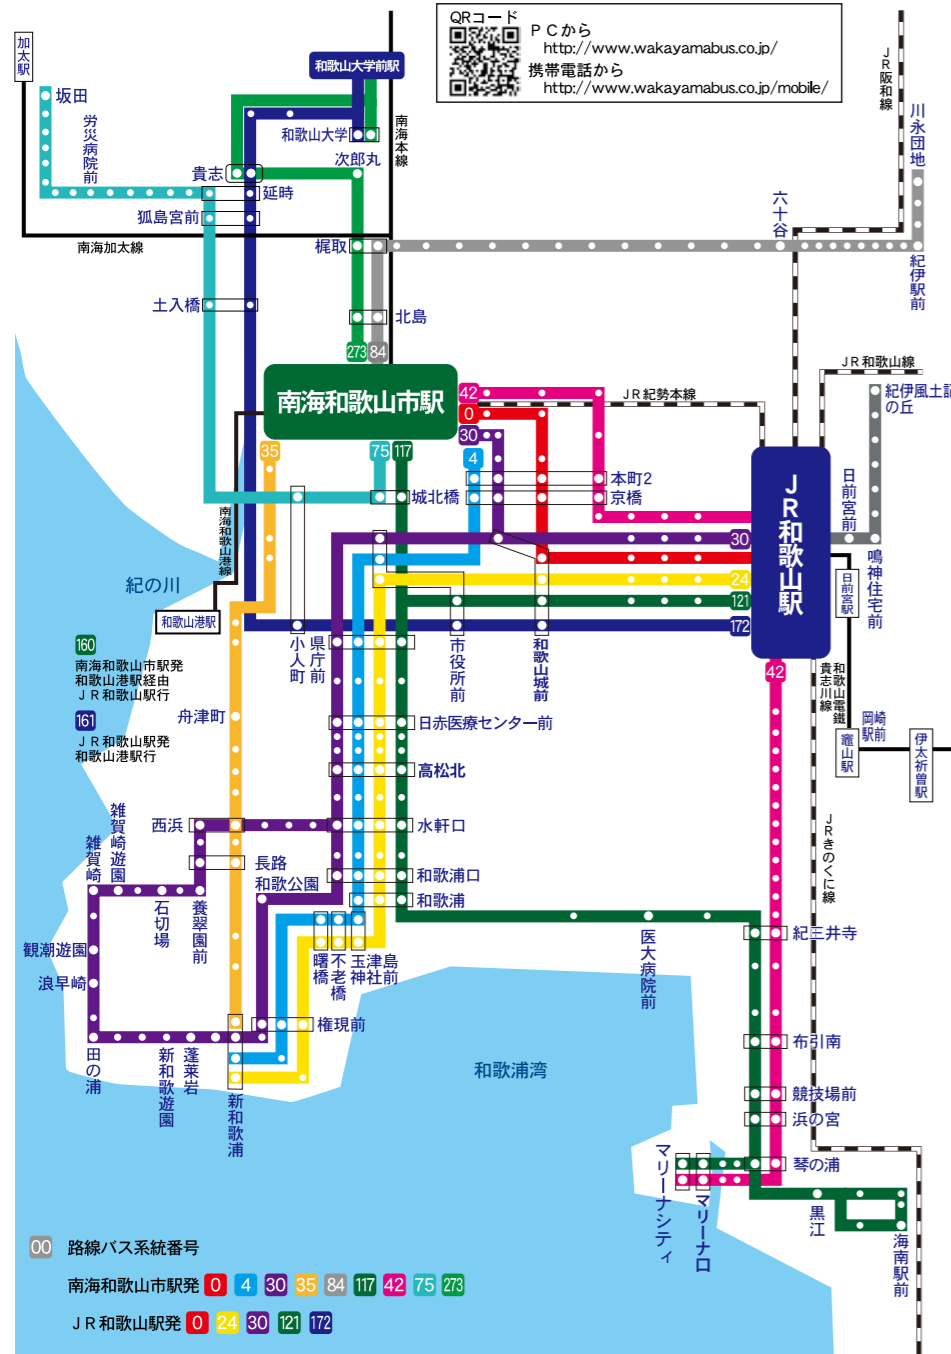 QRコード
PCから
http://www.wakayamabus.co.jp/
携帯電話から
http://www.wakayamabus.co.jp/mobile/
加太駅
和歌山大学前駅
JR阪和線
坂田
労災病院前
和歌山大学
南海本線
川永団地
次郎丸
貴志
延時
六十谷
狐島宮前
南海加太線
梶取
紀伊駅前
土入橋
北島
273
84
JR和歌山線
南海和歌山市駅
42
JR紀勢本線
紀伊風土記
の丘
0
30
35
75
117
4
本町2
京橋
城北橋
JR和歌山駅
日前宮前
鳴神住宅前
南海和歌山港線
30
24
121
172
紀の川
和歌山港駅
日前宮駅
160
南海和歌山市駅発
和歌山港駅経由
JR和歌山駅行
小人町
県庁前
市役所前
和歌山城前
42
和歌山電鐵
貴志川線
161
JR和歌山駅発
和歌山港駅行
舟津町
日赤医療センター前
岡崎
駅前
竈山駅
伊太祈曽駅
高松北
雑賀崎遊園
西浜
水軒口
JRきのくに線
雑賀崎
長路
和歌浦口
和歌公園
和歌浦
石切場
養翠園前
観潮遊園
曙橋
不老橋
玉津島
神社前
医大病院前
紀三井寺
浪早崎
権現前
田の浦
新和歌遊園
蓬莱岩
布引南
和歌浦湾
新和歌浦
競技場前
浜の宮
マリーナシティ
マリーナ口
琴の浦
黒江
海南駅前
00
路線バス系統番号
南海和歌山市駅発 0 4 30 35 84 117 42 75 273
JR和歌山駅発 0 24 30 121 172